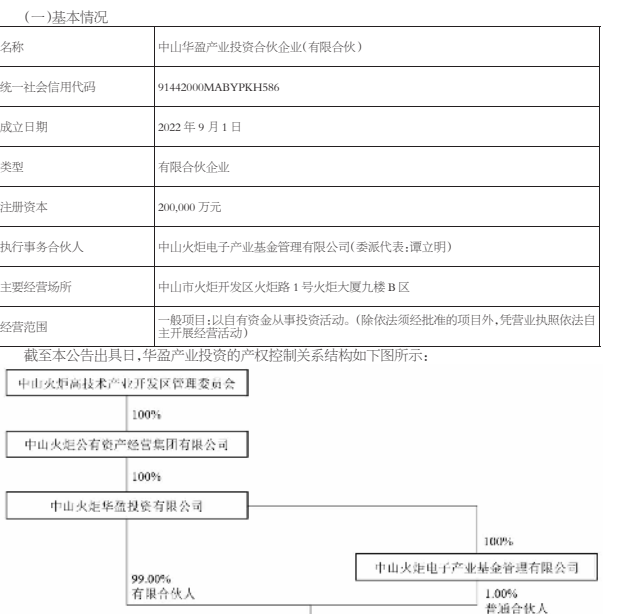 (一)基本情况
名称 中山华盈产业投资合伙企业(有限合伙)
统一社会信用代码 91442000MABYPKH586
成立日期 2022年9月1日
类型 有限合伙企业
注册资本 200,000万元
执行事务合伙人 中山火炬电子产业基金管理有限公司(委派代表:谭立明)
主要经营场所 中山市火炬开发区火炬路1号火炬大厦九楼B区
经营范围 一般项目:以自有资金从事投资活动。(除依法须经批准的项目外,凭营业执照依法自
主开展经营活动)
截至本公告出具日,华盈产业投资的产权控制关系结构如下图所示:
中山火炬高技术产业开发区管理委员会
100%
中山火炬公有资产经营集团有限公司
100%
中山火炬华盈投资有限公司
100%
中山火炬电子产业基金管理有限公司
99.00%
有限合伙人
1.00%
普通合伙人